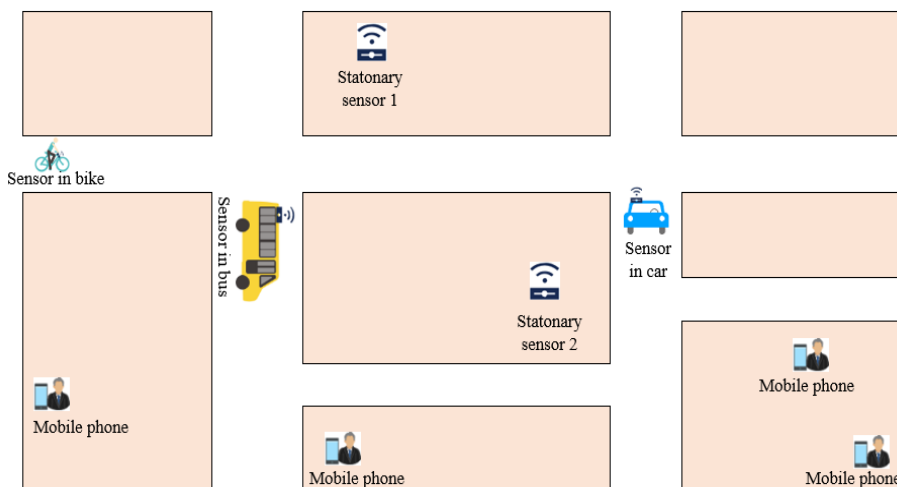 Statonary
sensor 1
Sensor in bike
Sensor in bus
Sensor
in car
Statonary
sensor 2
Mobile phone
Mobile phone
Mobile phone
Mobile phone